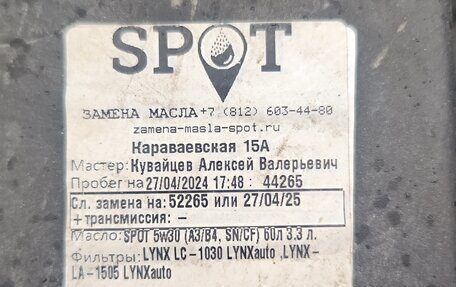 SPOT
ЗАМЕНА МАСЛА+7 (812) 603-44-80
zamena-masla-spot.ru
Караваевская 15А
Мастер: Кувайцев Алексей Валерьевич
Пробег на 27/04/2024 17:48 : 44265
Сл. замена на: 52265 или 27/04/25
+трансмиссия: -
Масло: SPOT 5w30 (A3/B4, SN/CF) 60л 3.3 л.
Фильтры: LYNX LC-1030 LYNXauto ,LYNX-
LA-1505 LYNXauto